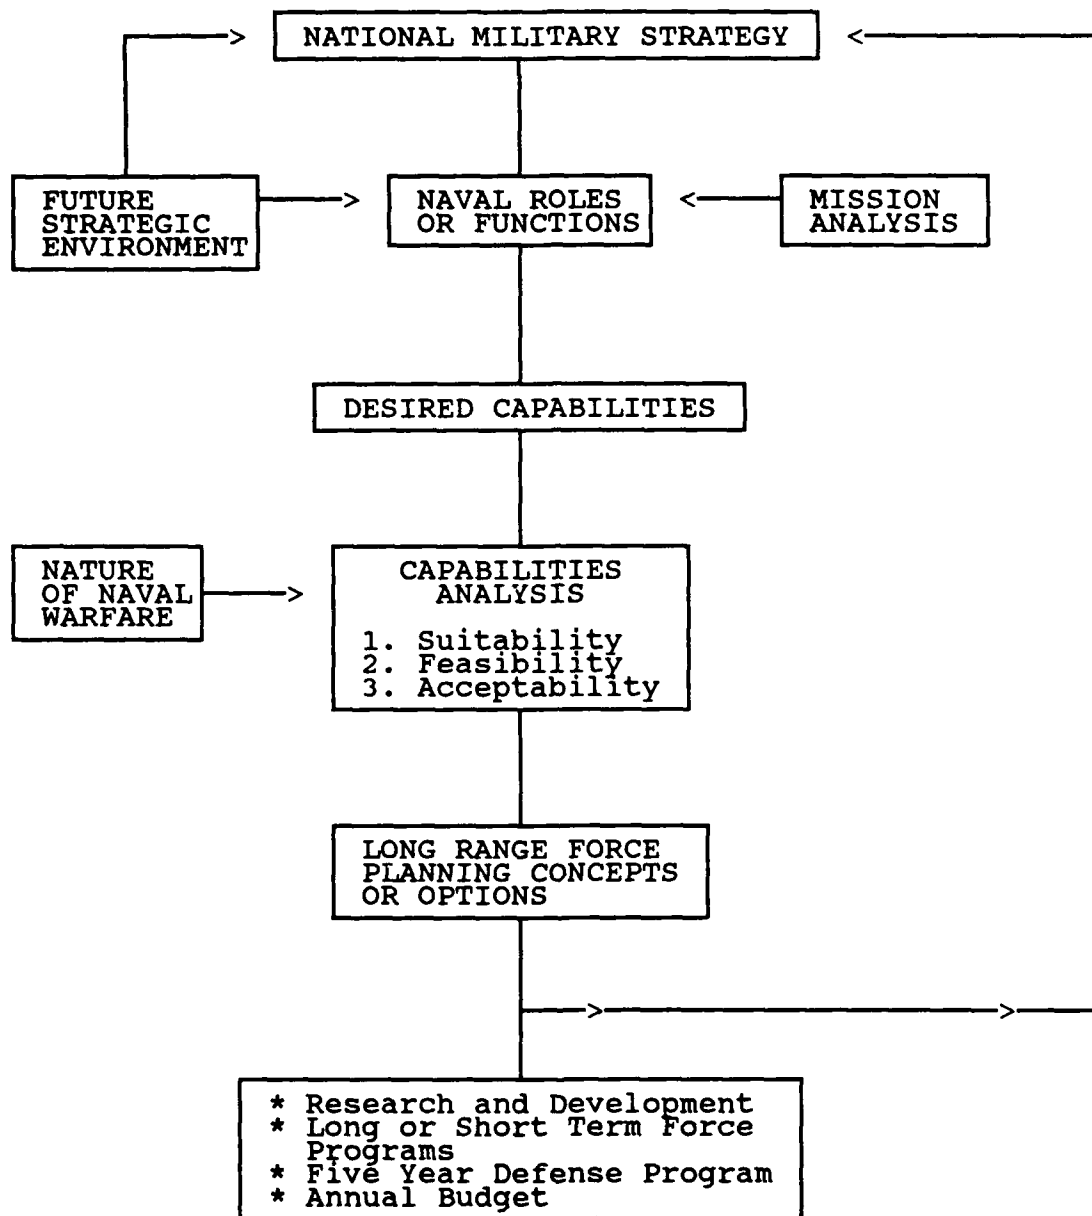 NATIONAL MILITARY STRATEGY
FUTURE
STRATEGIC
ENVIRONMENT
NAVAL ROLES
OR FUNCTIONS
MISSION
ANALYSIS
DESIRED CAPABILITIES
NATURE
OF NAVAL
WARFARE
CAPABILITIES
ANALYSIS
1. Suitability
2. Feasibility
3. Acceptability
LONG RANGE FORCE
PLANNING CONCEPTS
OR OPTIONS
* Research and Development
* Long or Short Term Force
Programs
* Five Year Defense Program
* Annual Budget